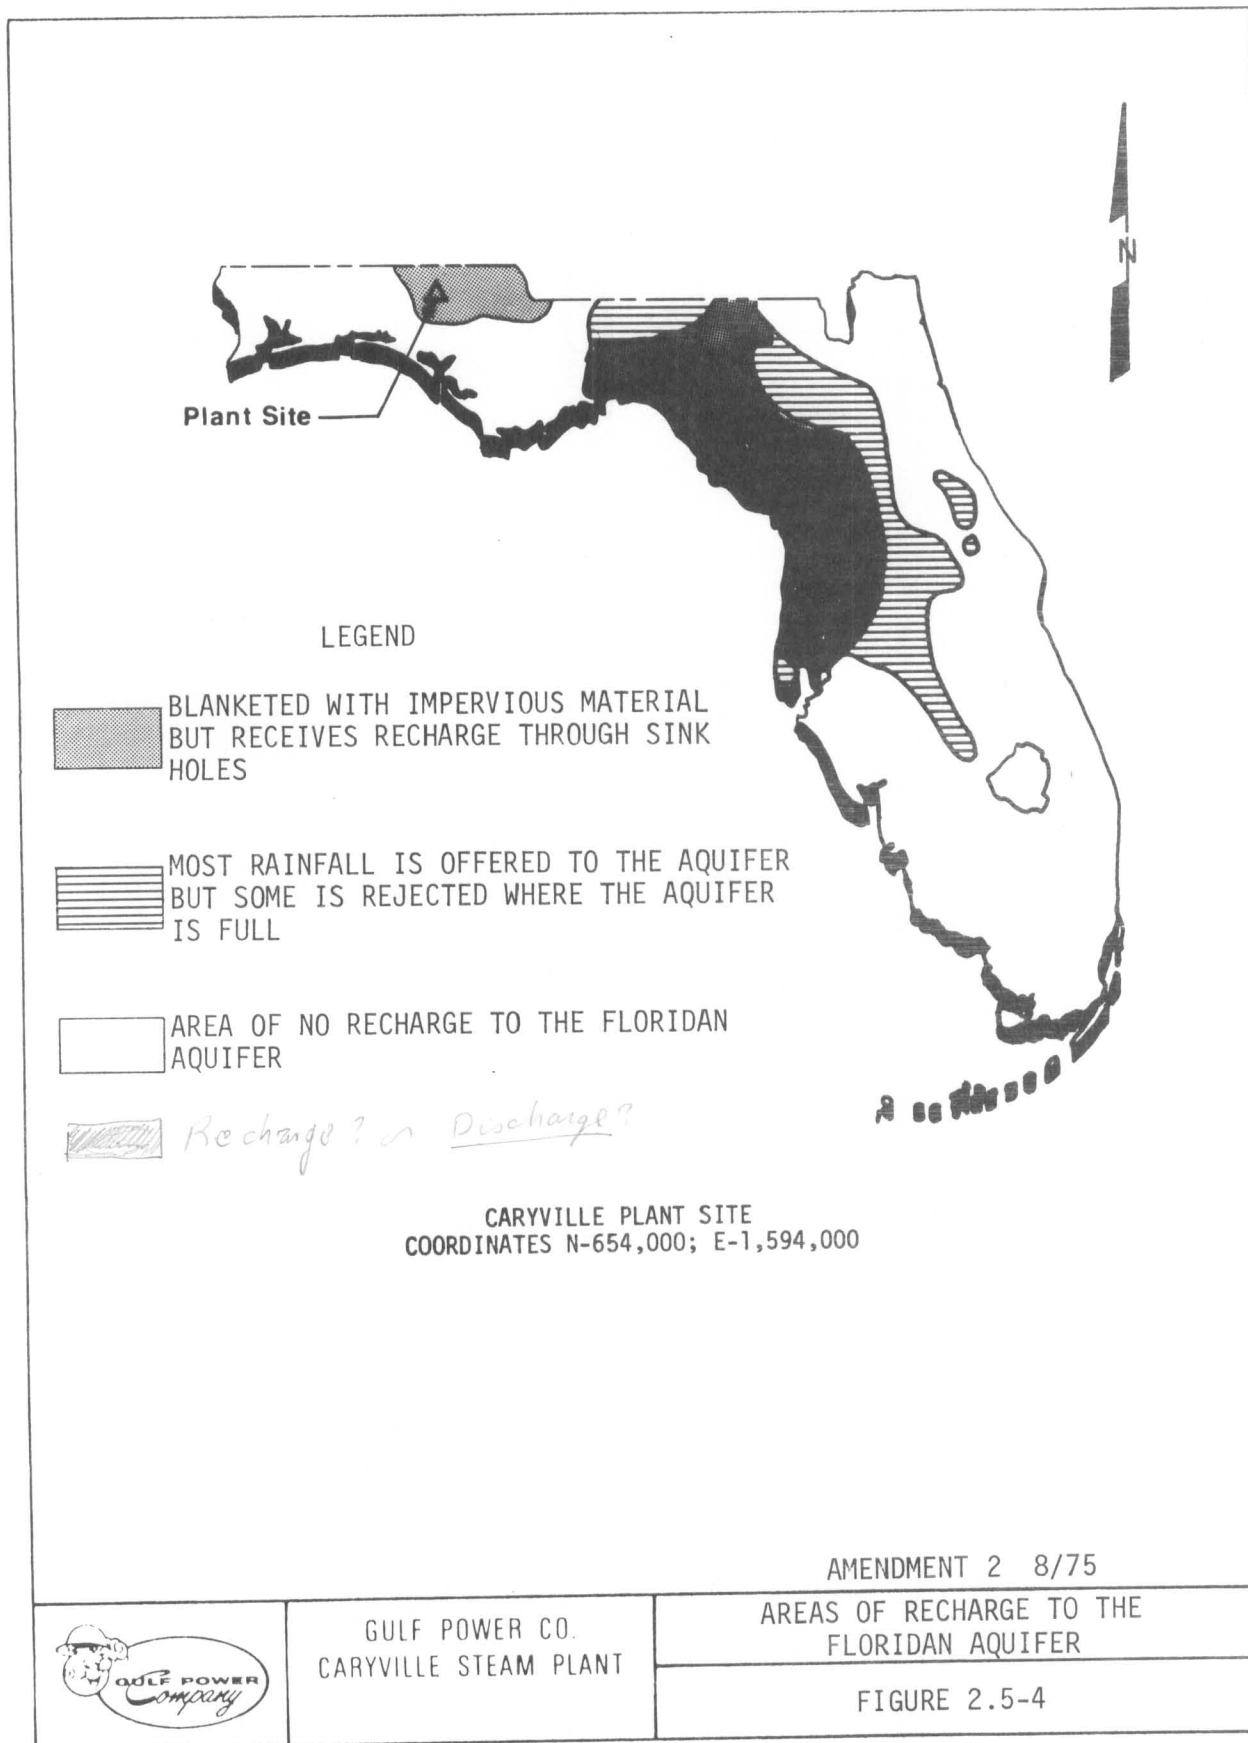 N
Plant Site
LEGEND
BLANKETED WITH IMPERVIOUS MATERIAL
BUT RECEIVES RECHARGE THROUGH SINK
HOLES
MOST RAINFALL IS OFFERED TO THE AQUIFER
BUT SOME IS REJECTED WHERE THE AQUIFER
IS FULL
AREA OF NO RECHARGE TO THE FLORIDAN
AQUIFER
Recharge? or Discharge?
CARYVILLE PLANT SITE
COORDINATES N-654,000; E-1,594,000
AMENDMENT 2 8/75
GULF POWER
Company
GULF POWER CO.
CARYVILLE STEAM PLANT
AREAS OF RECHARGE TO THE
FLORIDAN AQUIFER
FIGURE 2.5-4